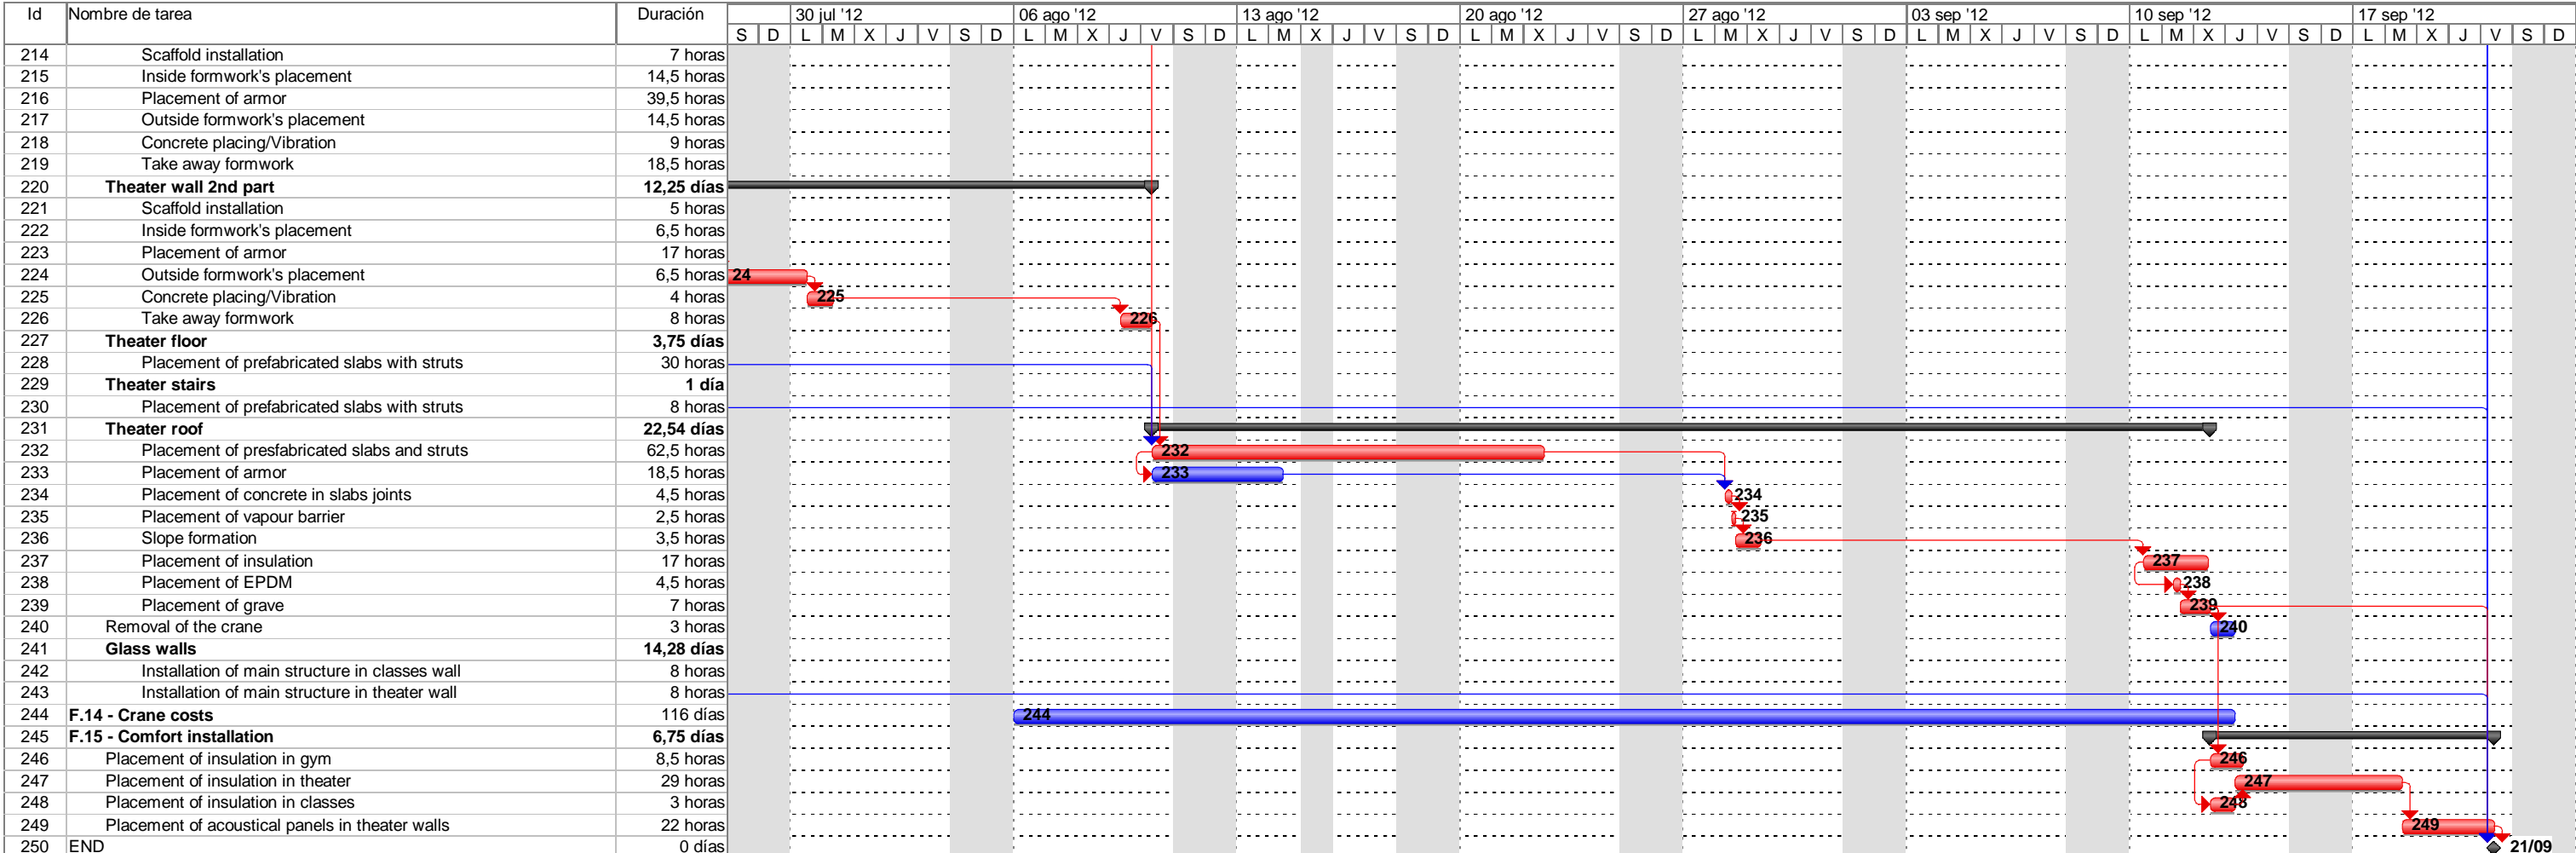 Id Nombre de tarea Duración 30 jul '12 06 ago '12 13 ago '12 20 ago '12 27 ago '12 03 sep '12 10 sep '12 17 sep '12
S D L M X J V S D L M X J V S D L M X J V S D L M X J V S D L M X J V S D L M X J V S D L M X J V S D L M X J V S D
214 Scaffold installation 7 horas
215 Inside formwork's placement 14,5 horas
216 Placement of armor 39,5 horas
217 Outside formwork's placement 14,5 horas
218 Concrete placing/Vibration 9 horas
219 Take away formwork 18,5 horas
220 Theater wall 2nd part 12,25 días
221 Scaffold installation 5 horas
222 Inside formwork's placement 6,5 horas
223 Placement of armor 17 horas
224 Outside formwork's placement 6,5 horas 24
225 Concrete placing/Vibration 4 horas 225
226 Take away formwork 8 horas 226
227 Theater floor 3,75 días
228 Placement of prefabricated slabs with struts 30 horas
229 Theater stairs 1 día
230 Placement of prefabricated slabs with struts 8 horas
231 Theater roof 22,54 días
232 Placement of presfabricated slabs and struts 62,5 horas 232
233 Placement of armor 18,5 horas 233
234 Placement of concrete in slabs joints 4,5 horas 234
235 Placement of vapour barrier 2,5 horas 235
236 Slope formation 3,5 horas 236
237 Placement of insulation 17 horas 237
238 Placement of EPDM 4,5 horas 238
239 Placement of grave 7 horas 239
240 Removal of the crane 3 horas 240
241 Glass walls 14,28 días
242 Installation of main structure in classes wall 8 horas
243 Installation of main structure in theater wall 8 horas
244 F.14 - Crane costs 116 días 244
245 F.15 - Comfort installation 6,75 días
246 Placement of insulation in gym 8,5 horas 246
247 Placement of insulation in theater 29 horas 247
248 Placement of insulation in classes 3 horas 248
249 Placement of acoustical panels in theater walls 22 horas 249
250 END 0 días 21/09